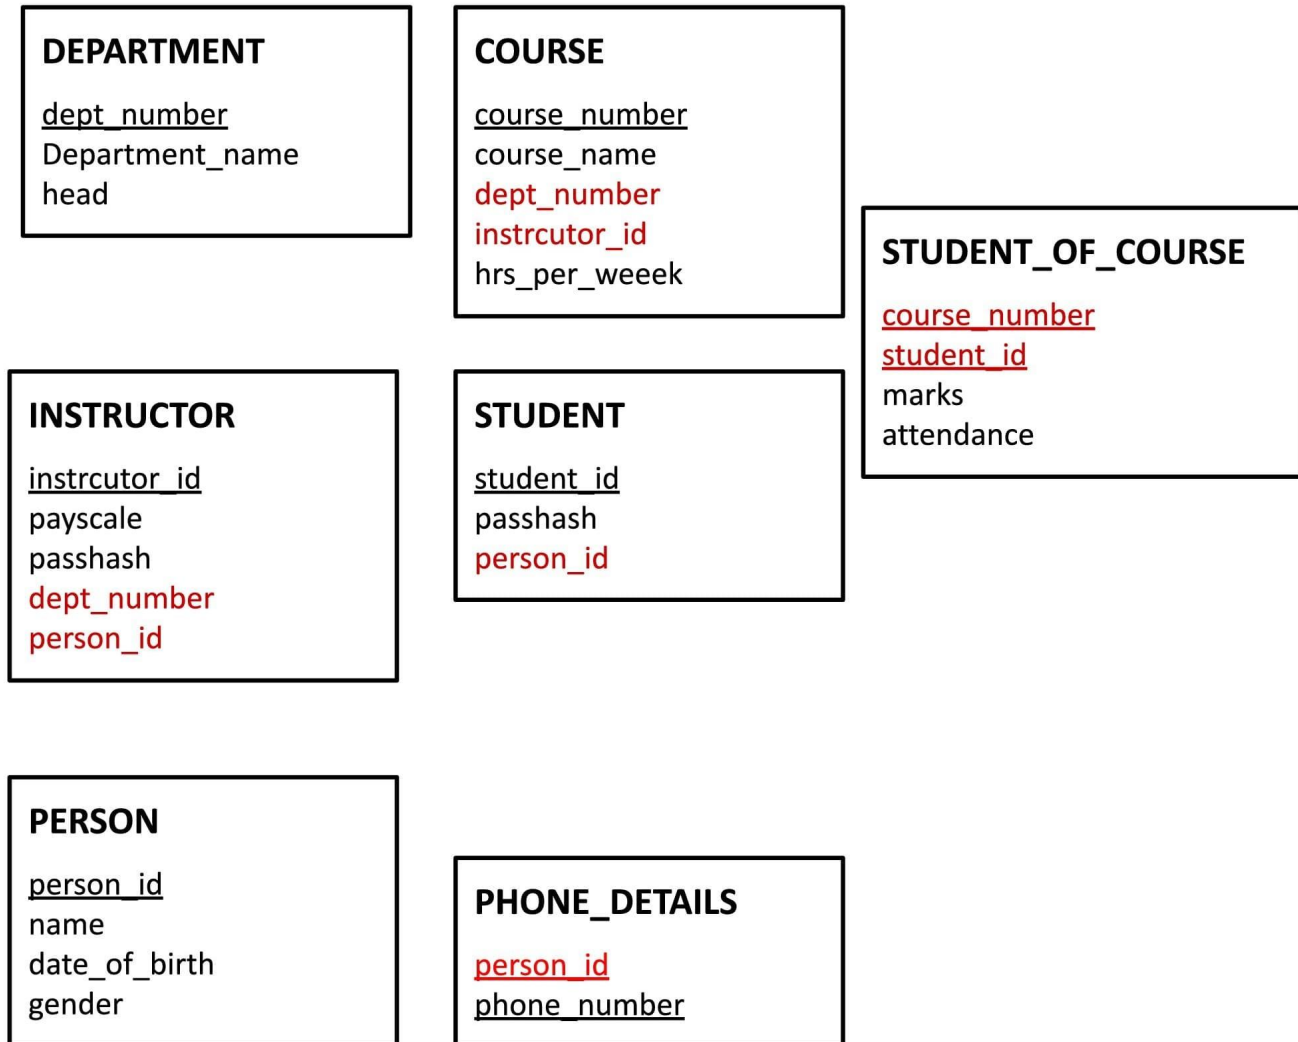 DEPARTMENT
dept_number
Department_name
head
COURSE
course_number
course_name
dept_number
instrcutor_id
hrs_per_weeek
STUDENT_OF_COURSE
course_number
student_id
marks
attendance
INSTRUCTOR
instrcutor_id
payscale
passhash
dept_number
person_id
STUDENT
student_id
passhash
person_id
PERSON
person_id
name
date_of_birth
gender
PHONE_DETAILS
person_id
phone_number